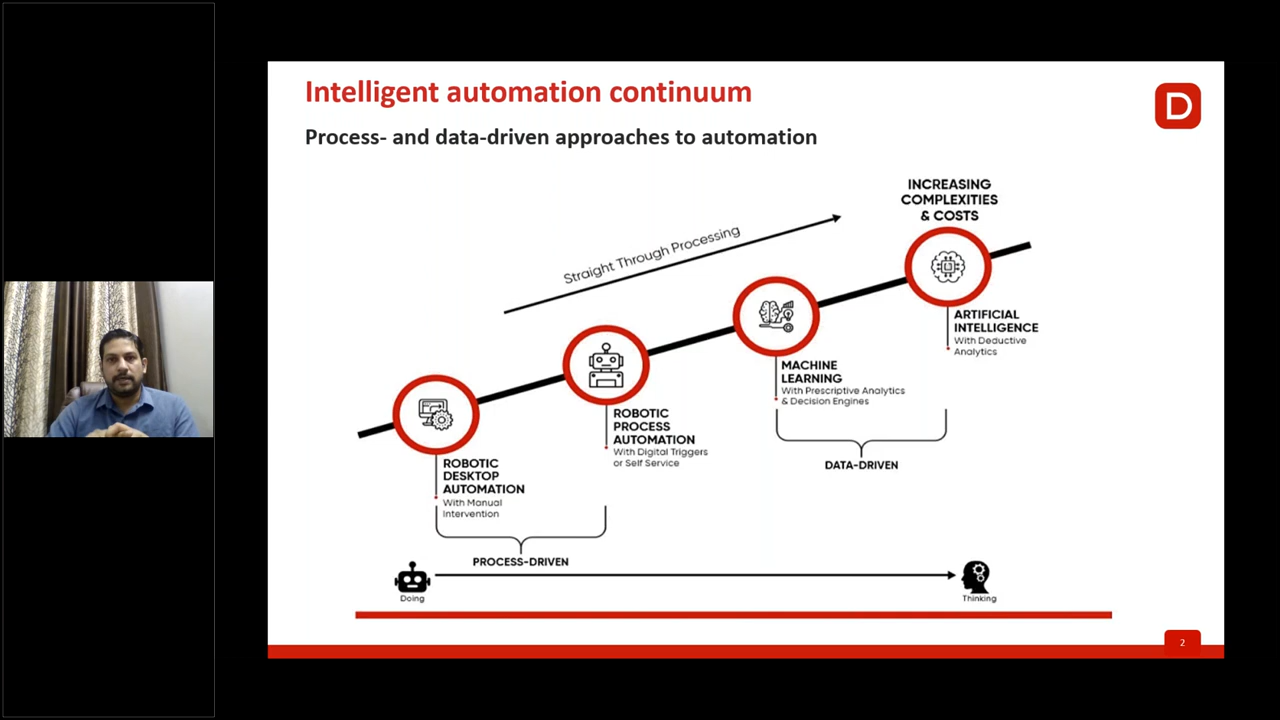 Intelligent automation continuum
D
Process- and data-driven approaches to automation
INCREASING
COMPLEXITIES
& COSTS
Straight Through Processing
ARTIFICIAL
INTELLIGENCE
With Deductive
Analytics
MACHINE
LEARNING
With Prescriptive Analytics
& Decision Engines
ROBOTIC
PROCESS
AUTOMATION
With Digital Triggers
or Self Service
DATA-DRIVEN
ROBOTIC
DESKTOP
AUTOMATION
With Manual
Intervention
PROCESS-DRIVEN
Doing
Thinking
2